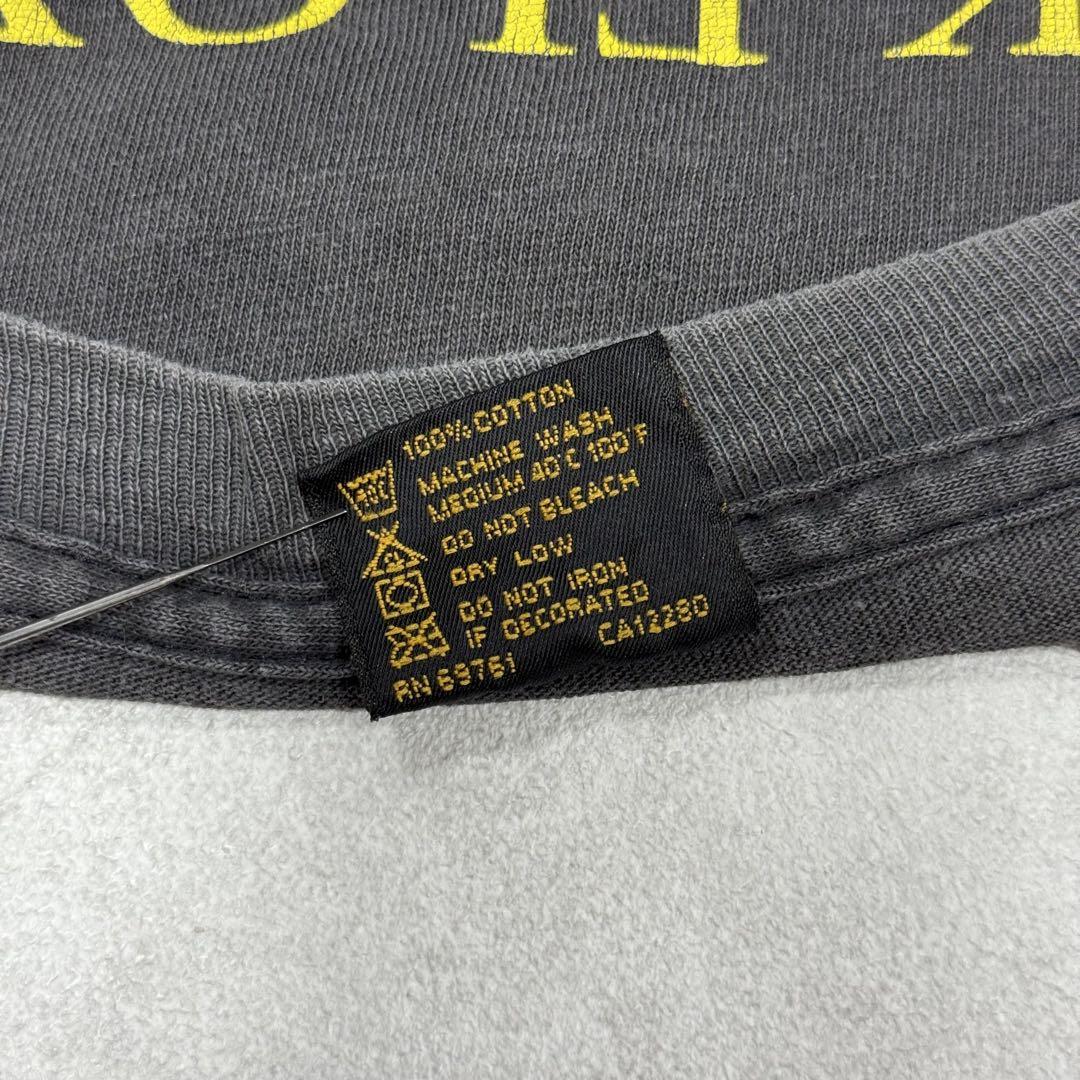 100% COTTON
MACHINE WASH
MEDIUM 40°C 100°F
DO NOT BLEACH
DRY LOW
DO NOT IRON
IF DECORATED
RN 69761 CA12280